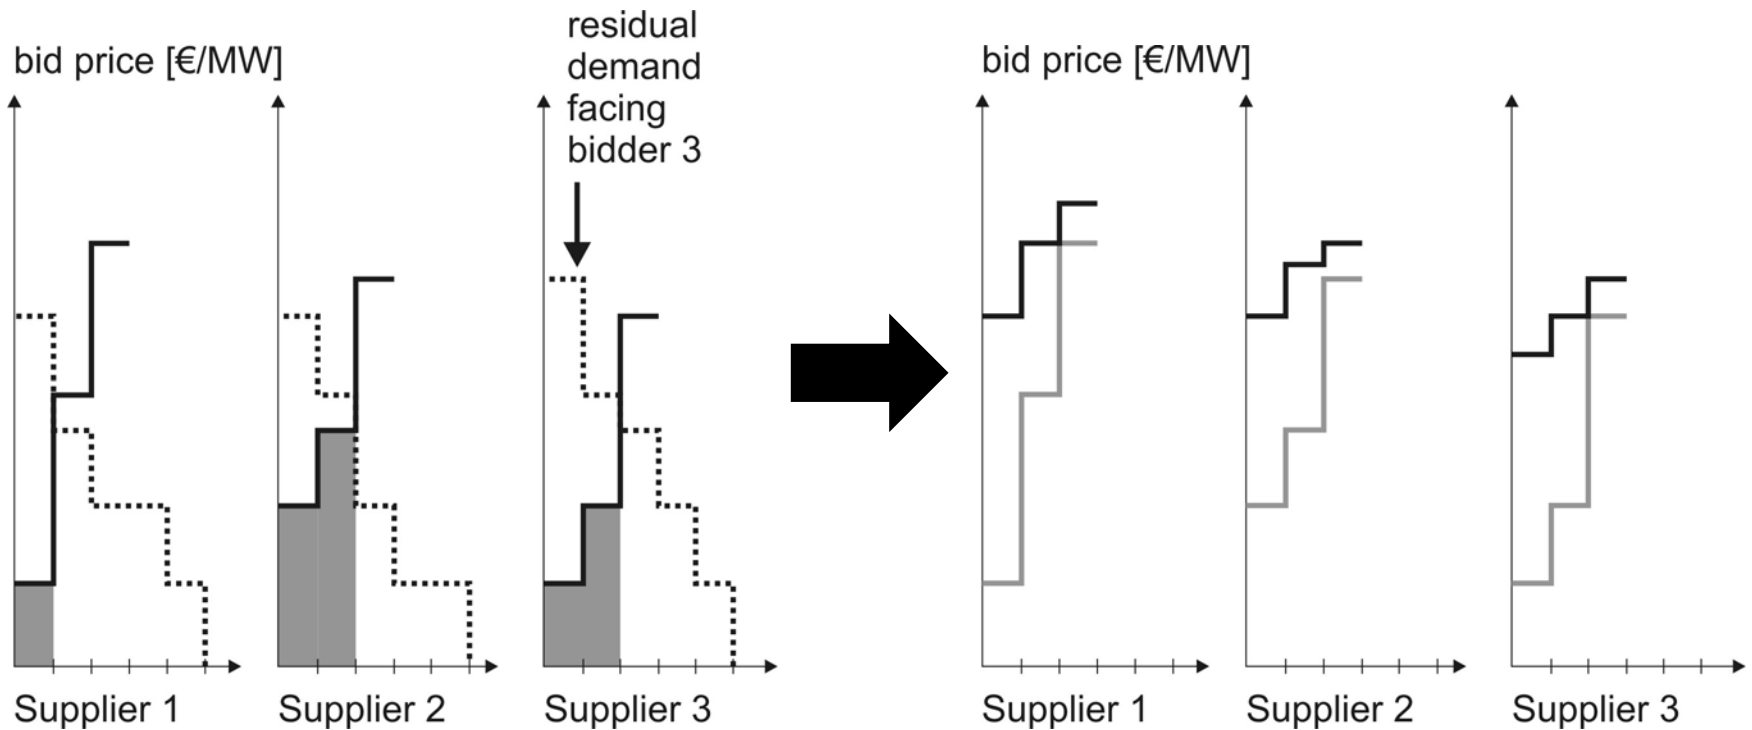 residual
demand
facing
bidder 3
bid price [€/MW]
bid price [€/MW]
Supplier 1
Supplier 2
Supplier 3
Supplier 1
Supplier 2
Supplier 3